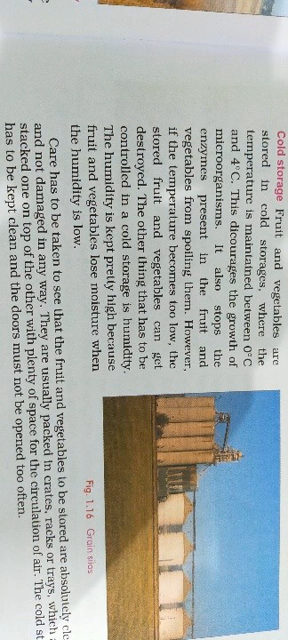 Cold storage Fruit and vegetables are
stored in cold storages, where the
temperature is maintained between 0°C
and 4°C. This discourages the growth of
microorganisms. It also stops the
enzymes present in the fruit and
vegetables from spoiling them. However,
if the temperature becomes too low, the
stored fruit and vegetables can get
destroyed. The other thing that has to be
controlled in a cold storage is humidity.
The humidity is kept pretty high because
fruit and vegetables lose moisture when
the humidity is low.
Fig. 1.16 Grain silos
Care has to be taken to see that the fruit and vegetables to be stored are absolutely cle
and not damaged in any way. They are usually packed in crates, racks or trays, which a
stacked one on top of the other with plenty of space for the circulation of air. The cold st
has to be kept clean and the doors must not be opened too often.